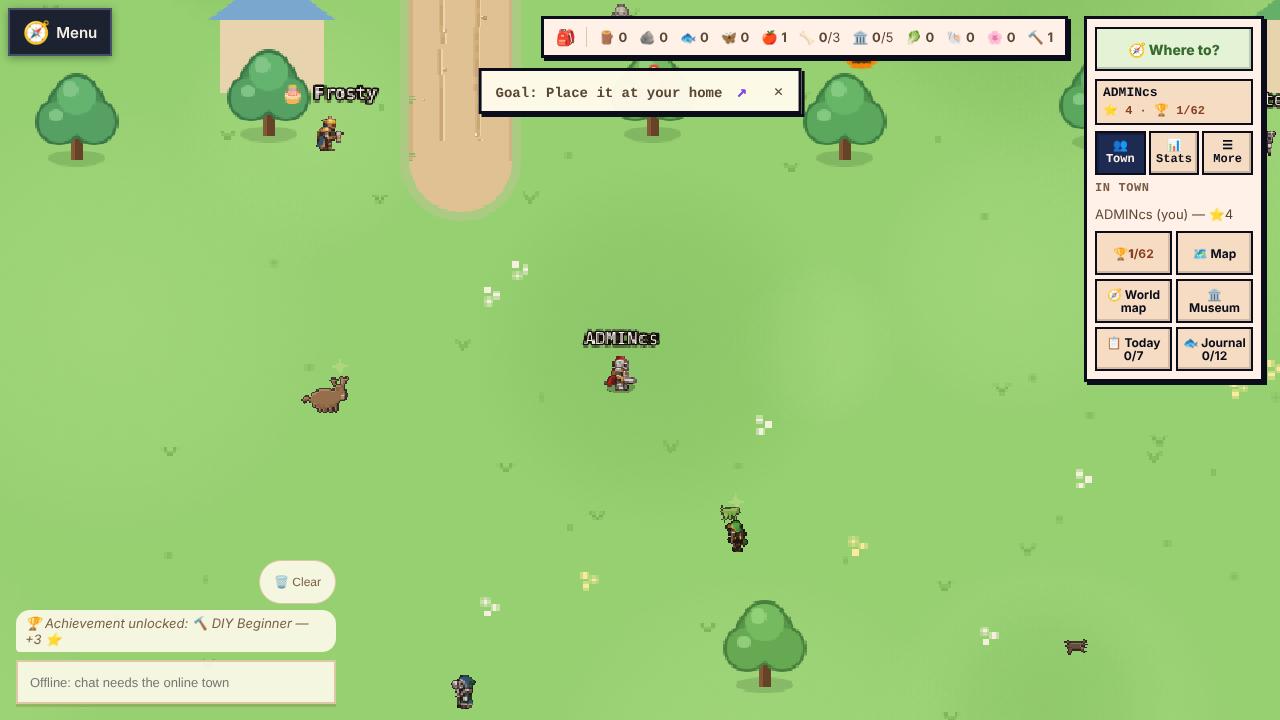 🧭 Menu
🎒 🪵 0 🪨 0 🐟 0 🦋 0 🍎 1 🦴 0/3 🏛️ 0/5 🥬 0 🐚 0 🌸 0 🔨 1
Goal: Place it at your home ↗ ×
Frosty
ADMINcs
🧭 Where to?
ADMINcs
⭐ 4 · 🏆 1/62
👥 Town
📊 Stats
☰ More
IN TOWN
ADMINcs (you) — ⭐4
🏆1/62
🗺️ Map
🧭 World map
🏛️ Museum
📋 Today 0/7
🐟 Journal 0/12
🗑️ Clear
🏆 Achievement unlocked: 🔨 DIY Beginner —
+3 ⭐
Offline: chat needs the online town